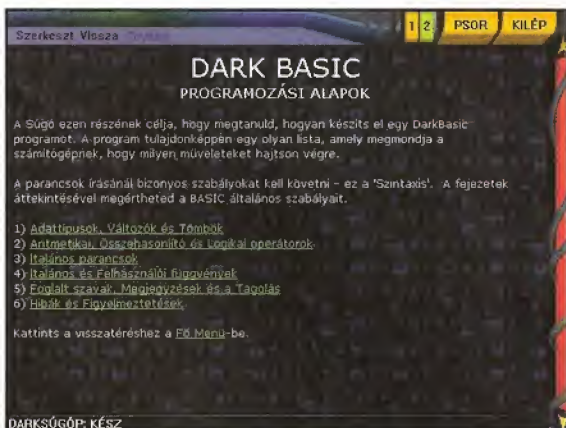 1 2 PSOR KILÉP
Szerkeszt Vissza
DARK BASIC
PROGRAMOZÁSI ALAPOK
A Súgó ezen részének célja, hogy megtanuld, hogyan készíts el egy DarkBasic
programot. A program tulajdonképpen egy olyan lista, amely megmondja a
számítógépnek, hogy milyen műveleteket hajtson végre.
A parancsok írásánál bizonyos szabályokat kell követni - ez a 'Szintaxis'. A fejezetek
áttekintésével megértheted a BASIC általános szabályait.
1) Adattípusok, Változók és Tömbök
2) Aritmetikai, Összehasonlító és Logikai operátorok
3) Italános parancsok
4) Italános és Felhasználói függvények
5) Foglalt szavak, Megjegyzések és a Tagolás
6) Hibák és Figyelmeztetések.
Kattints a visszatéréshez a Fő Menü-be.
DARKSÚGÓP: KÉSZ